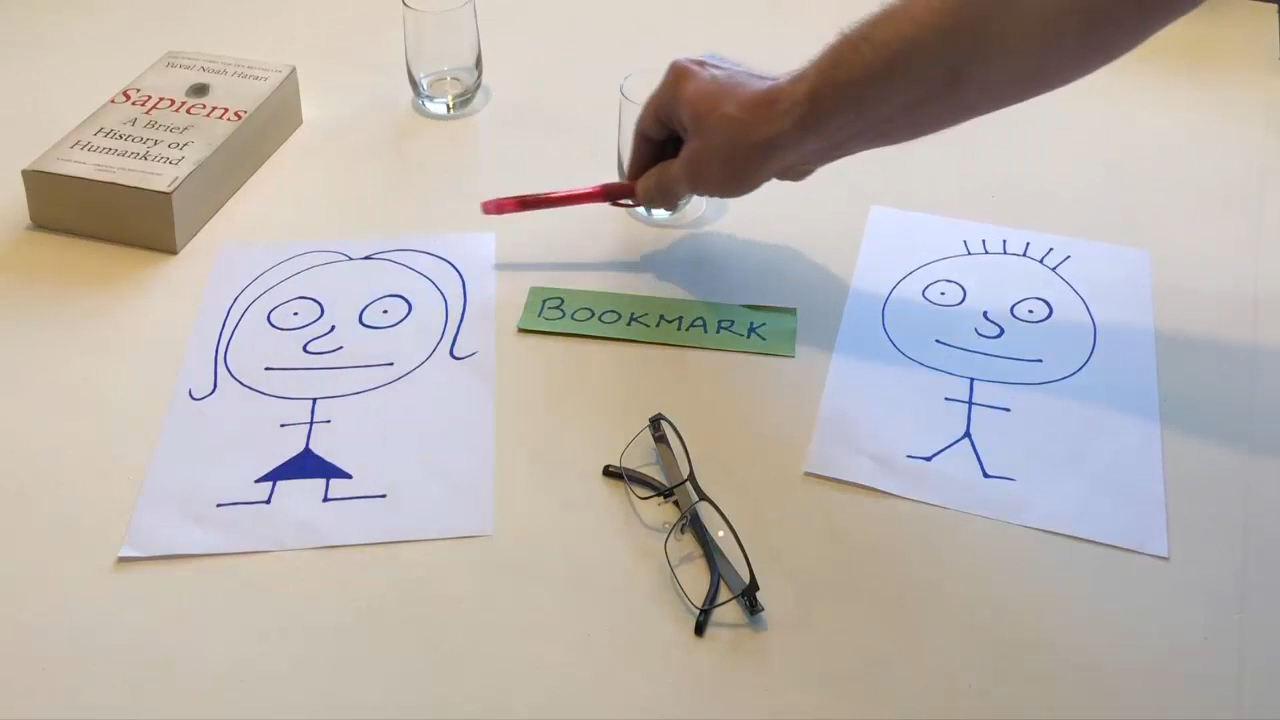 Yuval Noah Harari
Sapiens
A Brief
History of
Humankind
BOOKMARK